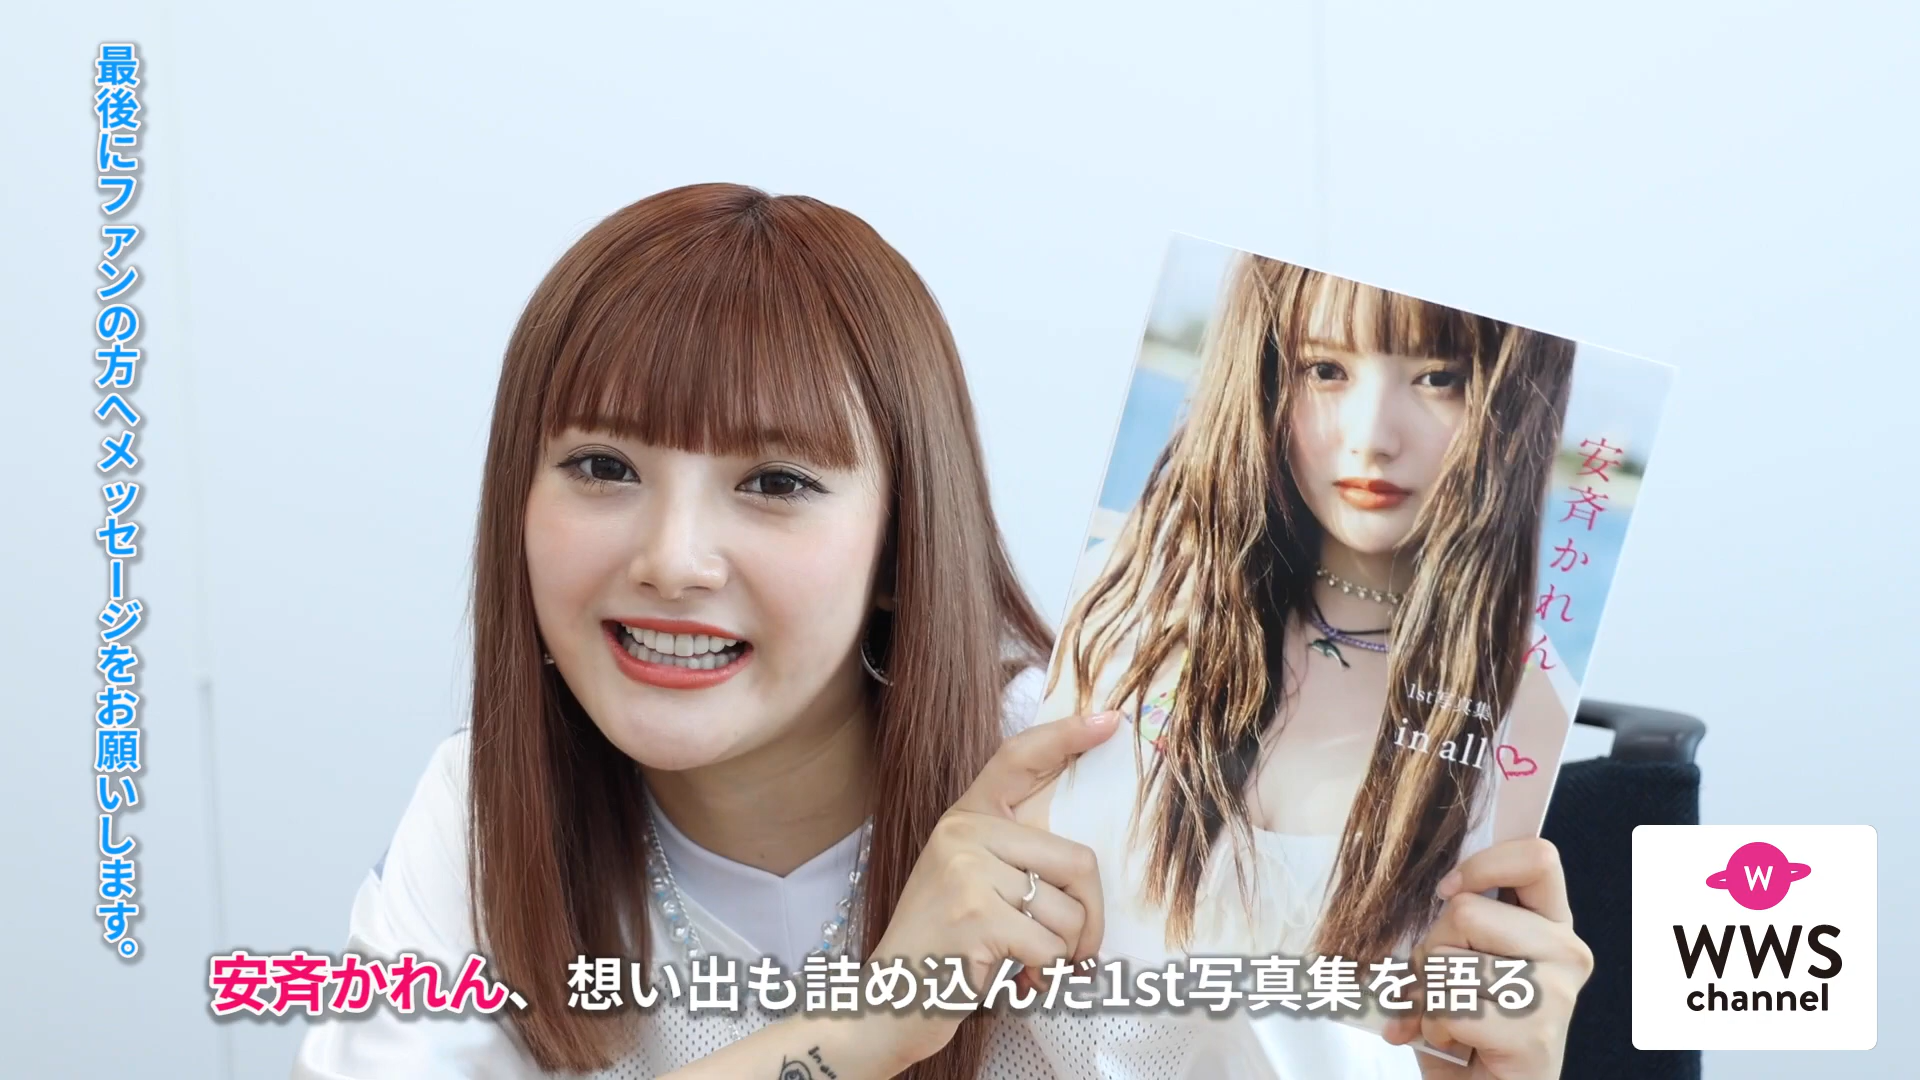 最後にファンの方へメッセージをお願いします。
安斉かれん
1st写真集
in all♡
in all
安斉かれん、想い出も詰め込んだ1st写真集を語る
W
WWS
channel